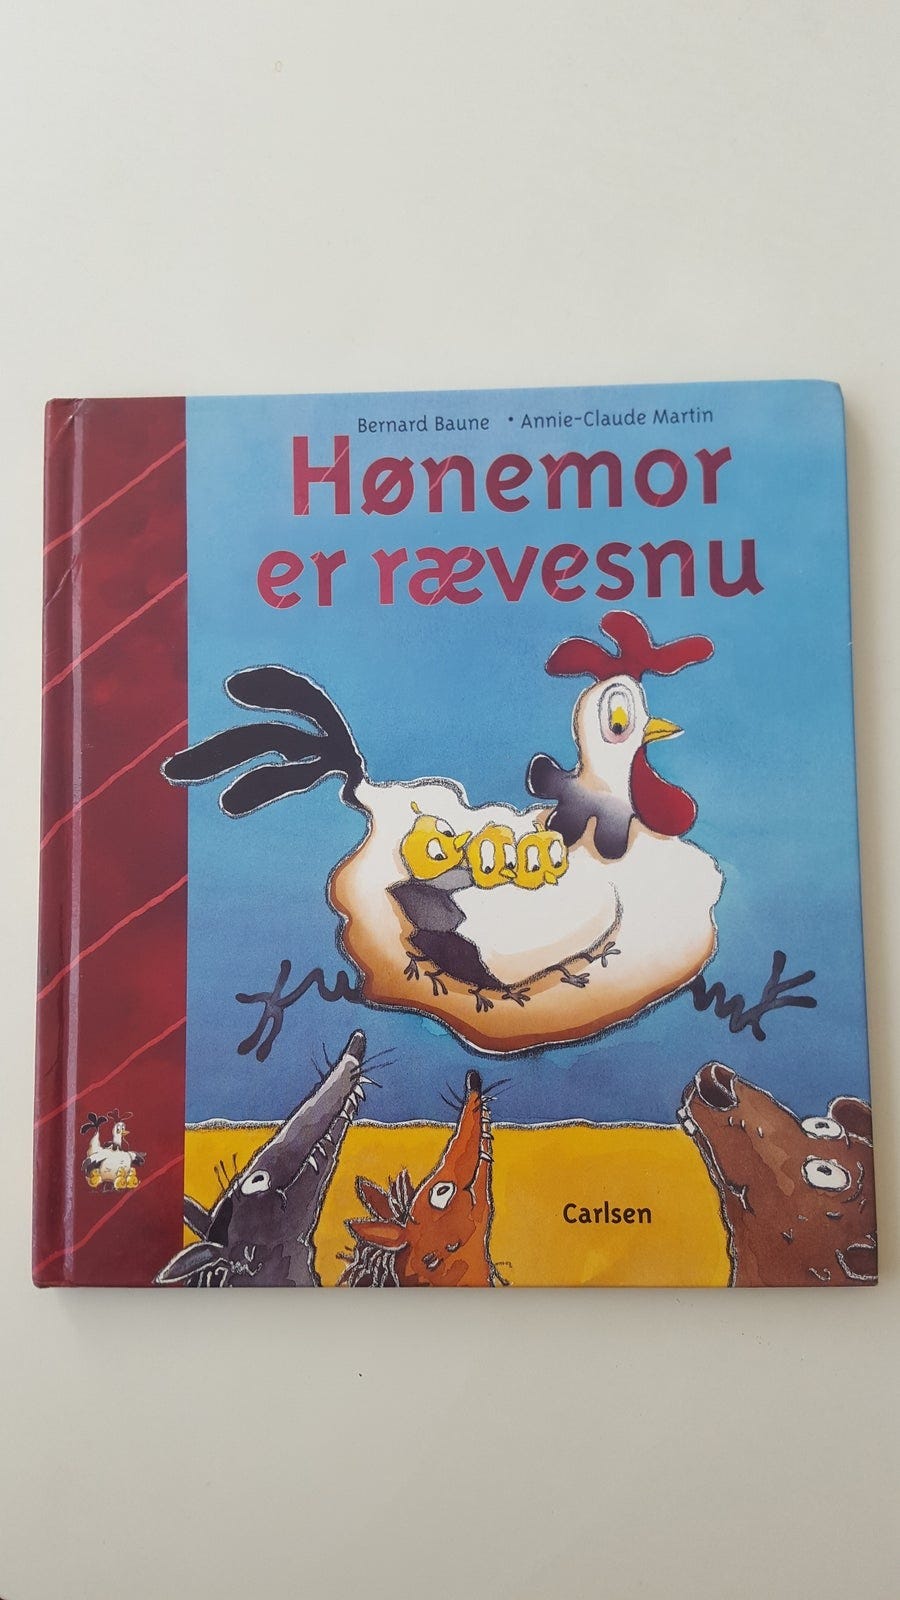 Bernard Baune • Annie-Claude Martin
Hønemor
er rævesnu
Carlsen